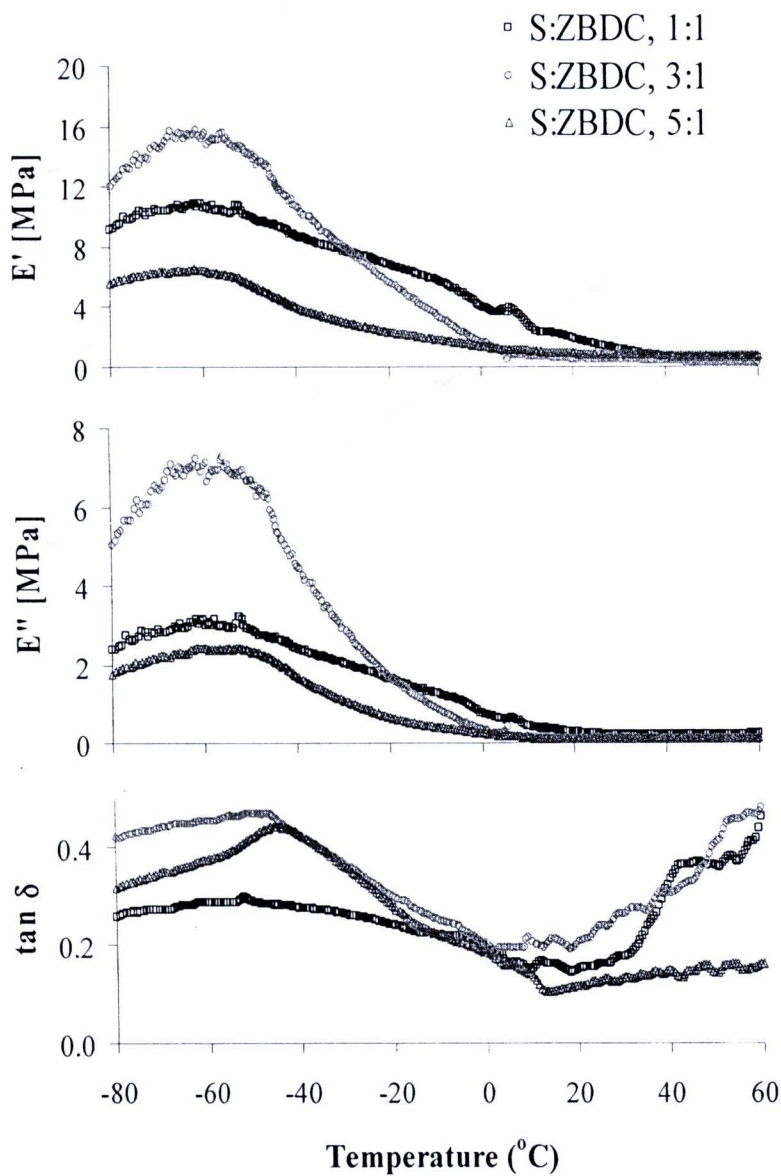 S:ZBDC, 1:1
S:ZBDC, 3:1
S:ZBDC, 5:1
20
16
12
8
4
0
E' [MPa]
8
6
4
2
0
E" [MPa]
0.4
0.2
0.0
tan δ
-80 -60 -40 -20 0 20 40 60
Temperature (°C)